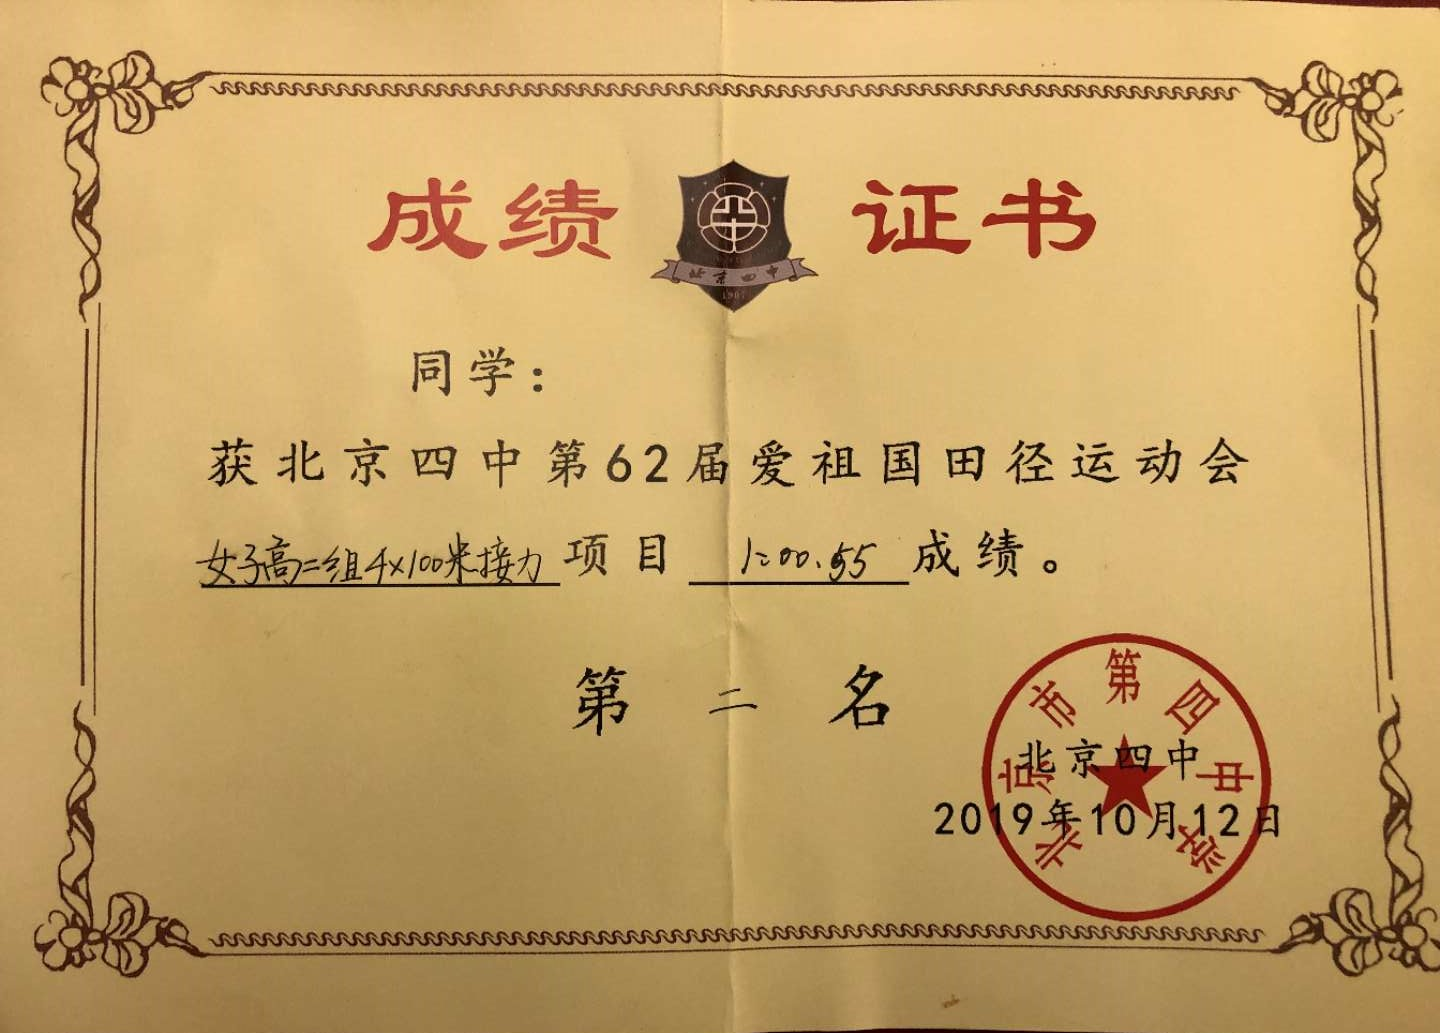 成绩 证书
北京四中
1907
同学：
获北京四中第62届爱祖国田径运动会
女子高二组4×100米接力项目 1:00.55 成绩。
第 二 名
北京市第四中学
北京四中
2019年10月12日